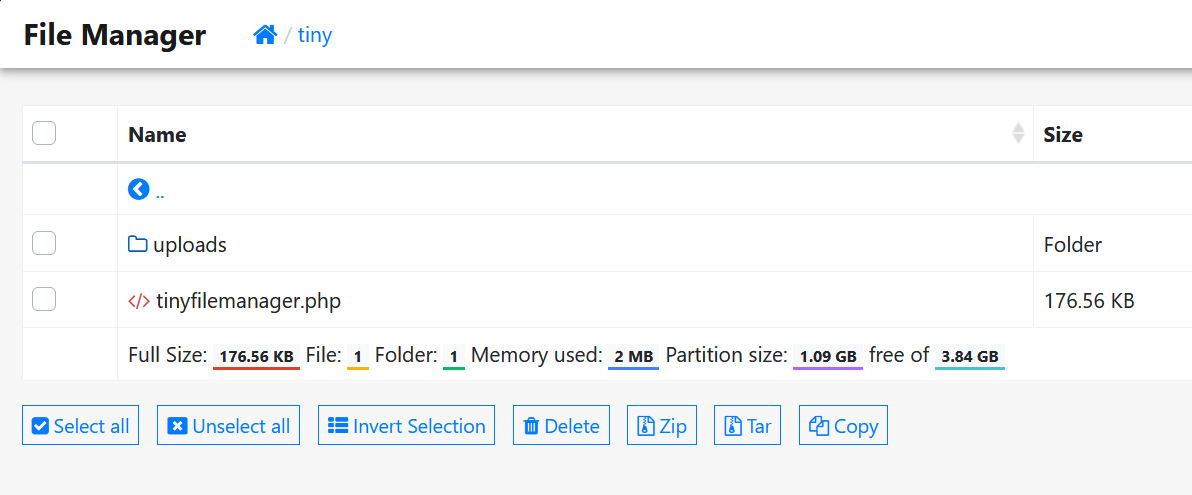 File Manager / tiny
Name Size
..
uploads Folder
</> tinyfilemanager.php 176.56 KB
Full Size: 176.56 KB File: 1 Folder: 1 Memory used: 2 MB Partition size: 1.09 GB free of 3.84 GB
Select all Unselect all Invert Selection Delete Zip Tar Copy